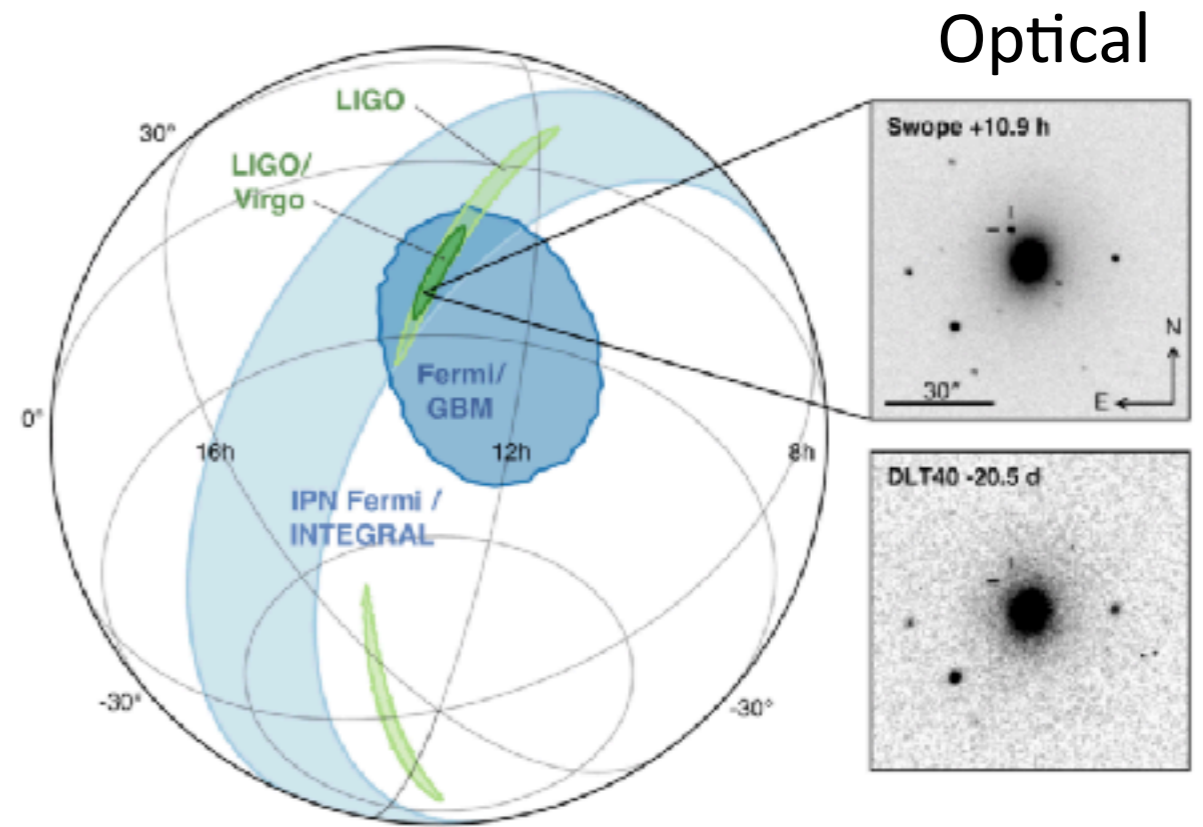 Optical
LIGO
30°
LIGO/
Virgo
Swope +10.9 h
N
30"
E
Fermi/
GBM
0°
16h
12h
8h
DLT40 -20.5 d
IPN Fermi /
INTEGRAL
-30°
-30°